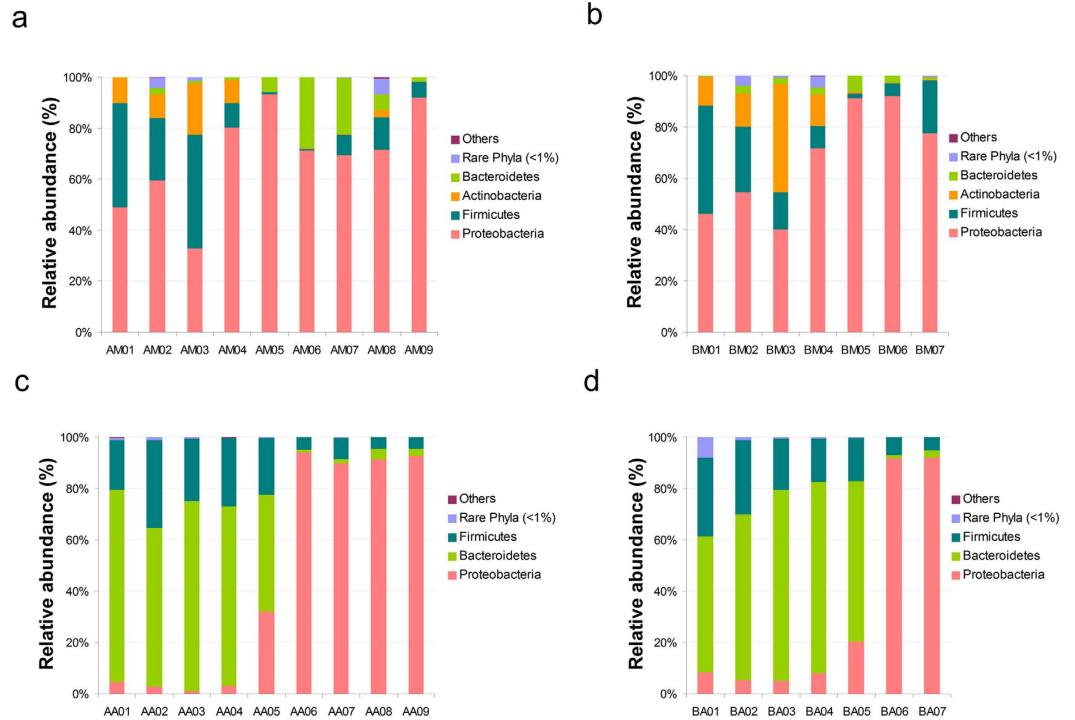 a
Relative abundance (%)
100%
80%
60%
40%
20%
0%
AM01 AM02 AM03 AM04 AM05 AM06 AM07 AM08 AM09
Others
Rare Phyla (<1%)
Bacteroidetes
Actinobacteria
Firmicutes
Proteobacteria
b
Relative abundance (%)
100%
80%
60%
40%
20%
0%
BM01 BM02 BM03 BM04 BM05 BM06 BM07
Others
Rare Phyla (<1%)
Bacteroidetes
Actinobacteria
Firmicutes
Proteobacteria
c
Relative abundance (%)
100%
80%
60%
40%
20%
0%
AA01 AA02 AA03 AA04 AA05 AA06 AA07 AA08 AA09
Others
Rare Phyla (<1%)
Firmicutes
Bacteroidetes
Proteobacteria
d
Relative abundance (%)
100%
80%
60%
40%
20%
0%
BA01 BA02 BA03 BA04 BA05 BA06 BA07
Others
Rare Phyla (<1%)
Firmicutes
Bacteroidetes
Proteobacteria